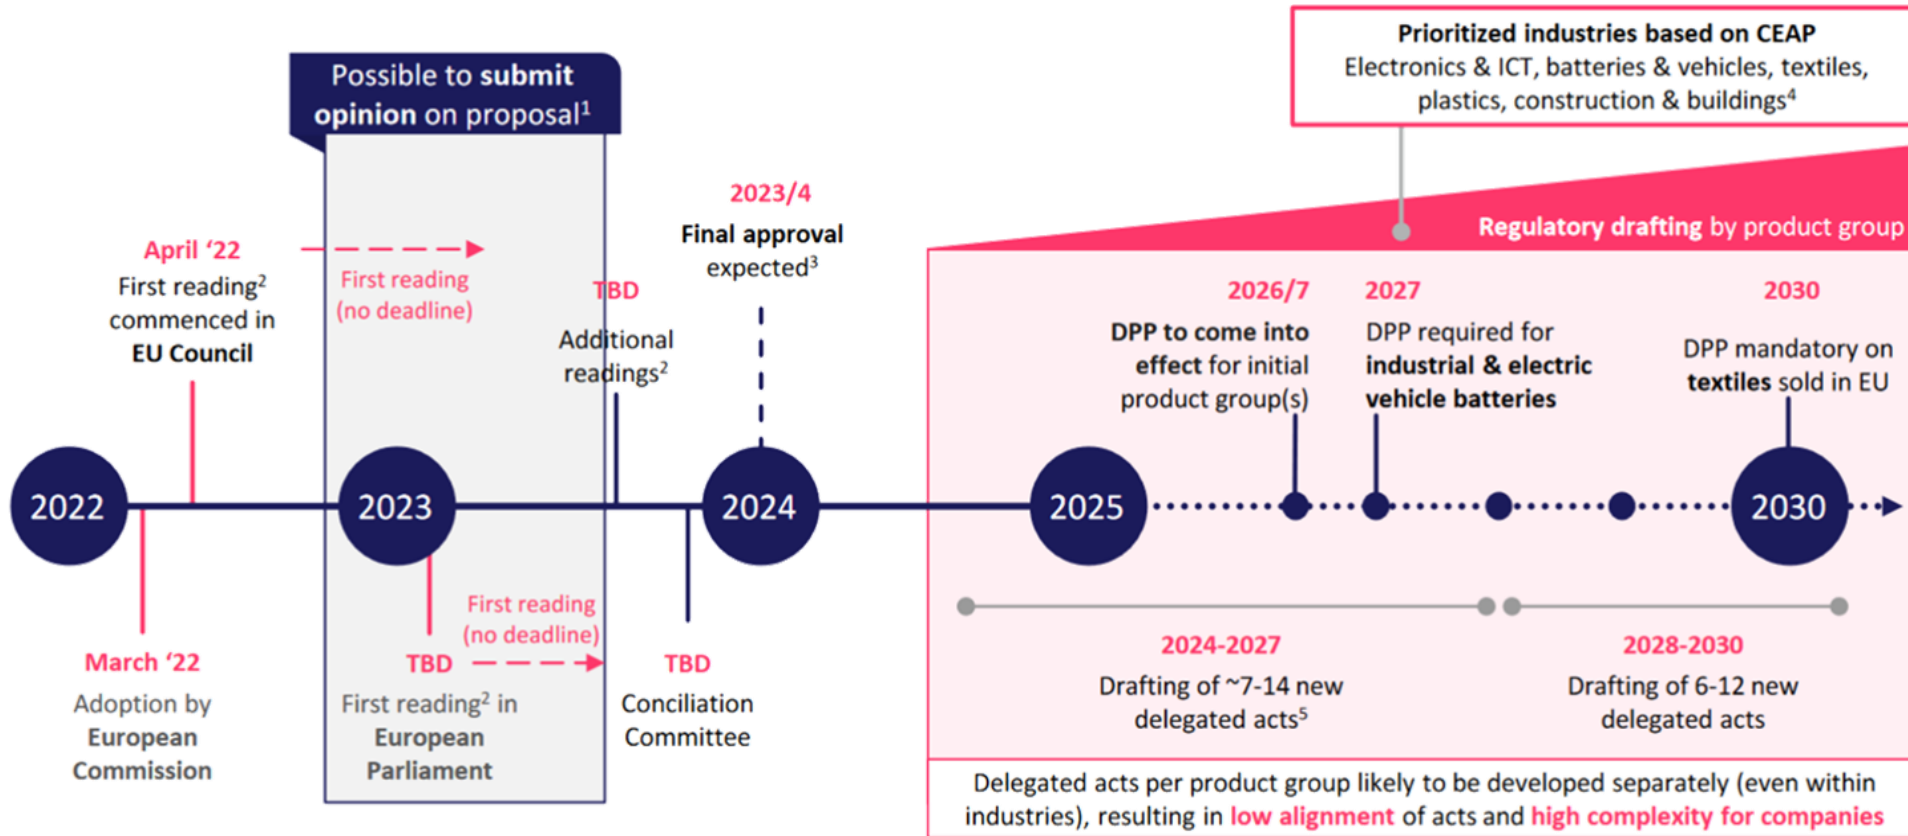 Prioritized industries based on CEAP
Electronics & ICT, batteries & vehicles, textiles,
plastics, construction & buildings⁴
Possible to submit
opinion on proposal¹
2023/4
Final approval
expected³
Regulatory drafting by product group
April ‘22
First reading²
commenced in
EU Council
First reading
(no deadline)
TBD
Additional
readings²
2026/7
DPP to come into
effect for initial
product group(s)
2027
DPP required for
industrial & electric
vehicle batteries
2030
DPP mandatory on
textiles sold in EU
2022
2023
2024
2025
2030
March ‘22
Adoption by
European
Commission
TBD
First reading² in
European
Parliament
First reading
(no deadline)
TBD
Conciliation
Committee
2024-2027
Drafting of ~7-14 new
delegated acts⁵
2028-2030
Drafting of 6-12 new
delegated acts
Delegated acts per product group likely to be developed separately (even within
industries), resulting in low alignment of acts and high complexity for companies